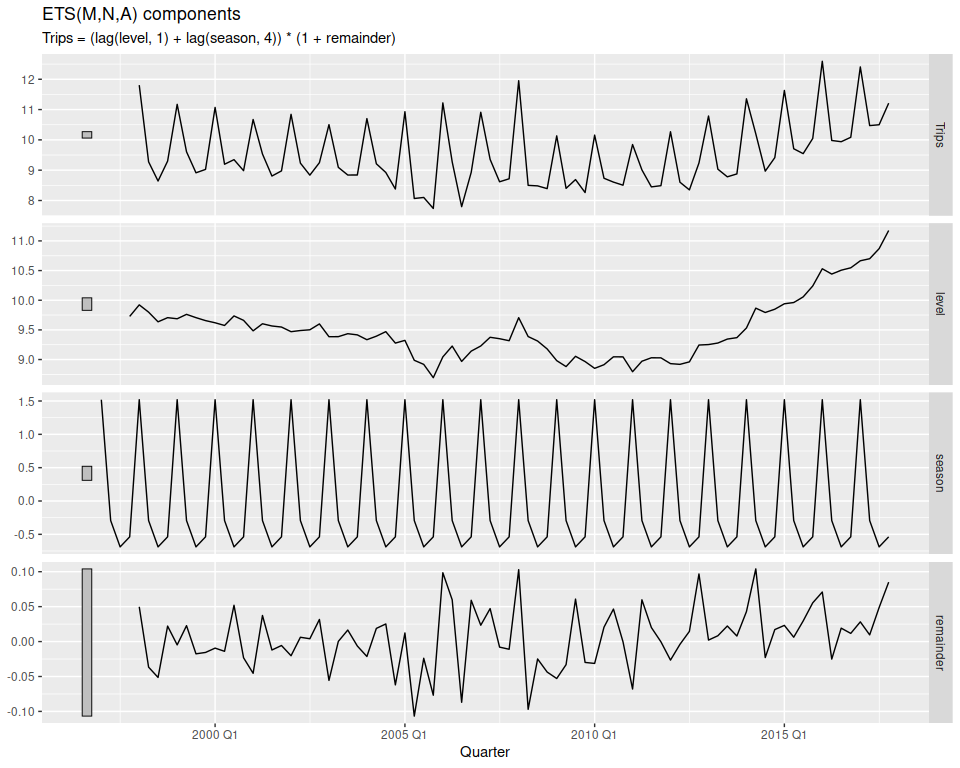 ETS(M,N,A) components
Trips = (lag(level, 1) + lag(season, 4)) * (1 + remainder)
12
11
10
9
8
Trips
11.0
10.5
10.0
9.5
9.0
level
1.5
1.0
0.5
0.0
-0.5
season
0.10
0.05
0.00
-0.05
-0.10
remainder
2000 Q1 2005 Q1 2010 Q1 2015 Q1
Quarter